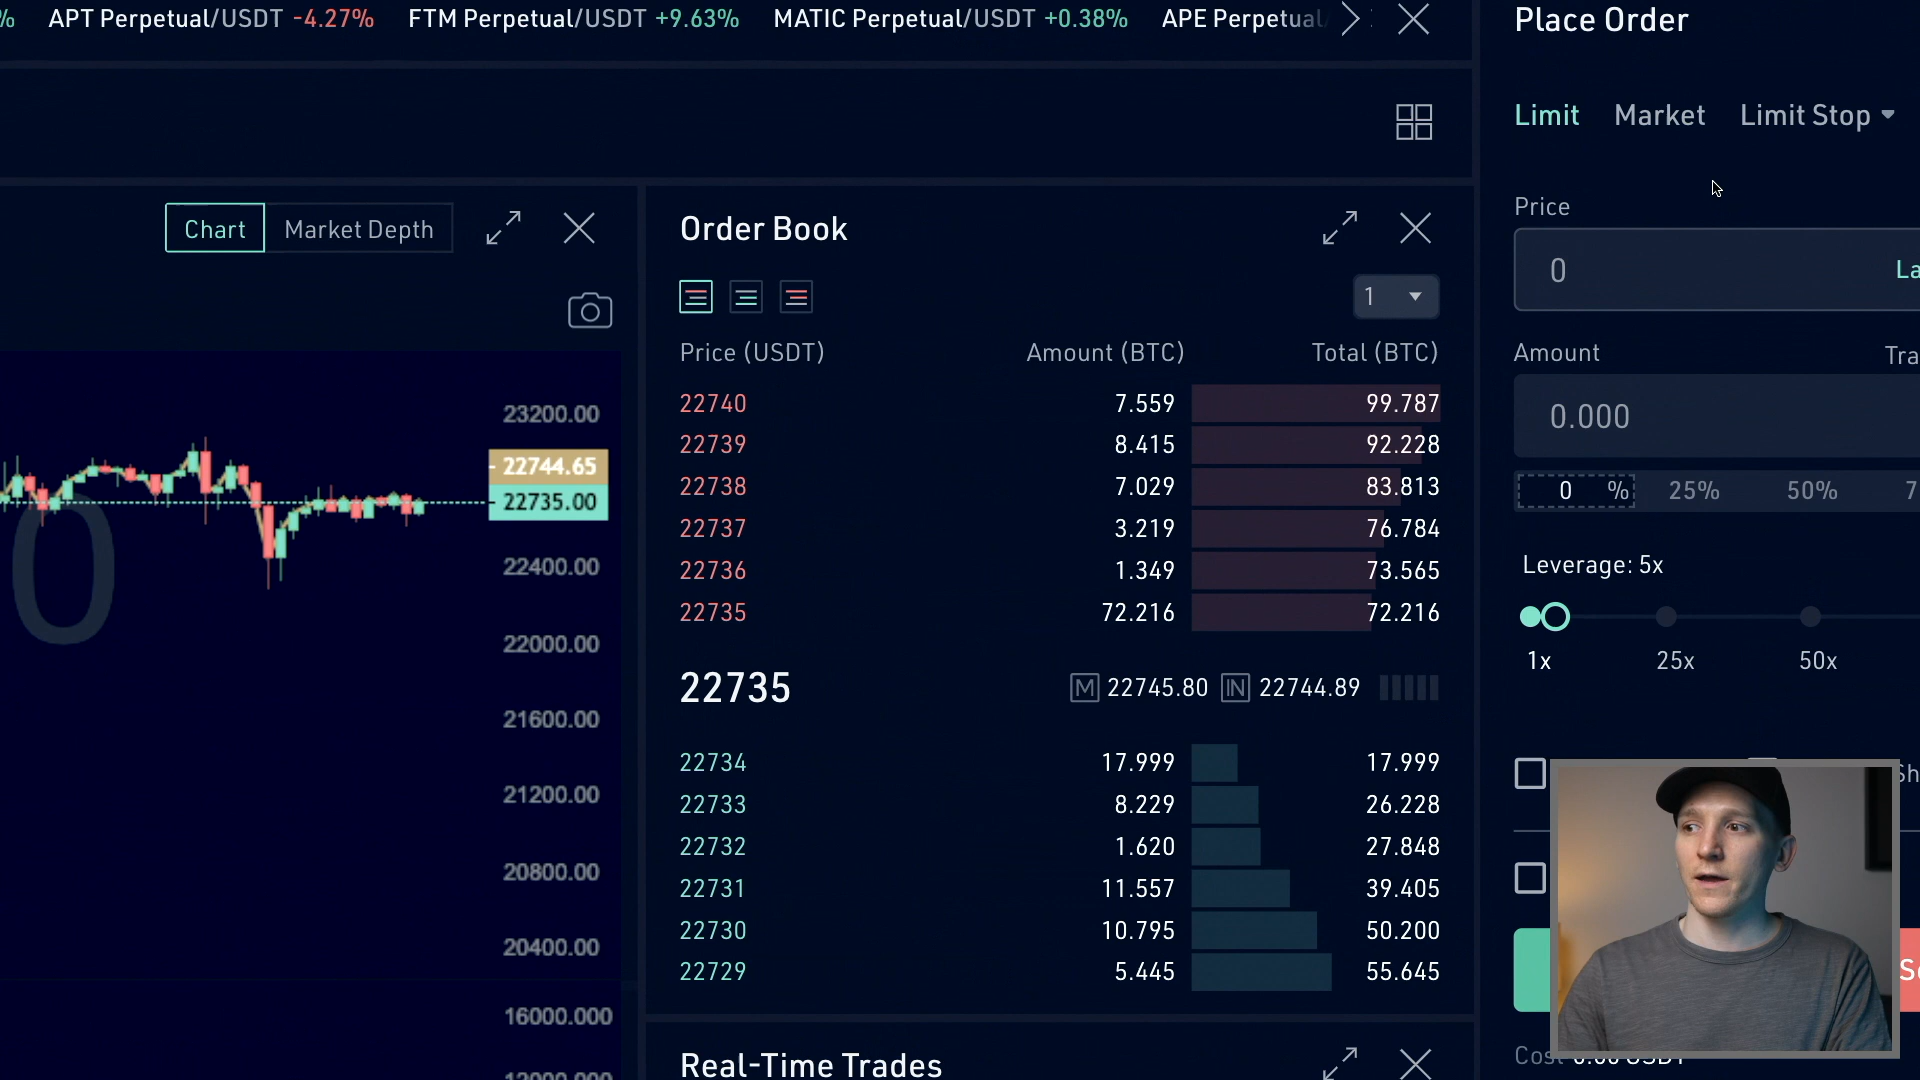 % APT Perpetual/USDT -4.27% FTM Perpetual/USDT +9.63% MATIC Perpetual/USDT +0.38% APE Perpetual/
Place Order
Limit Market Limit Stop
Chart Market Depth
Order Book
Price
0
1
Price (USDT) Amount (BTC) Total (BTC)
Amount
0.000
0 % 25% 50% 7
Leverage: 5x
1x 25x 50x
23200.00
22744.65
22735.00
22400.00
22000.00
21600.00
21200.00
20800.00
20400.00
16000.000
0
22740 7.559 99.787
22739 8.415 92.228
22738 7.029 83.813
22737 3.219 76.784
22736 1.349 73.565
22735 72.216 72.216
22735 M 22745.80 IN 22744.89
22734 17.999 17.999
22733 8.229 26.228
22732 1.620 27.848
22731 11.557 39.405
22730 10.795 50.200
22729 5.445 55.645
Real-Time Trades
Cost